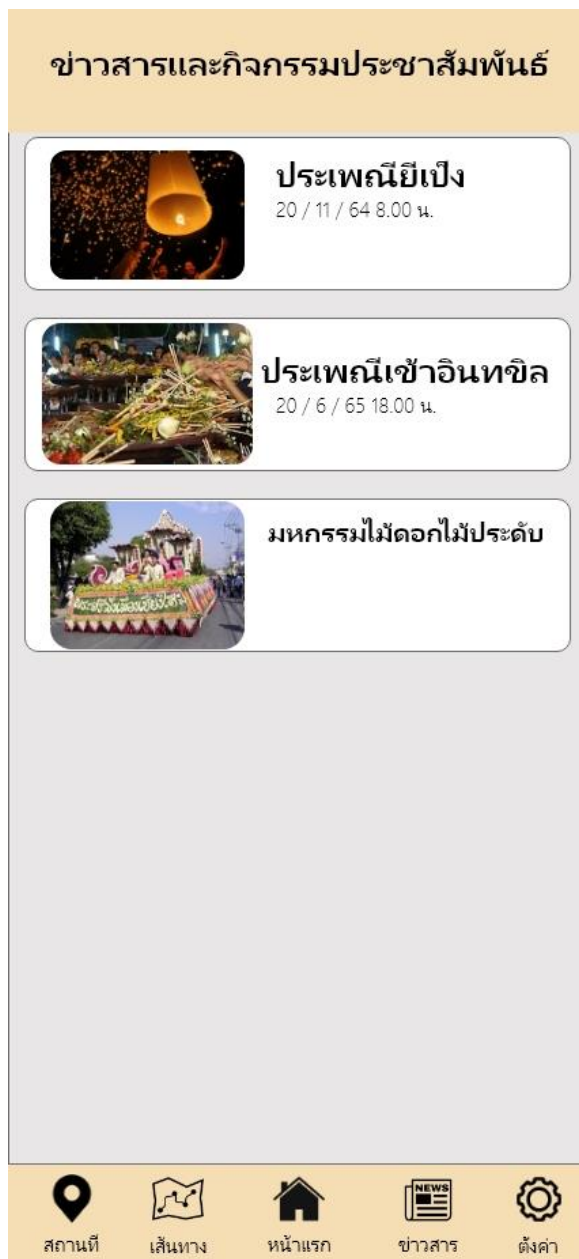 ข่าวสารและกิจกรรมประชาสัมพันธ์
ประเพณียี่เป็ง
20 / 11 / 64 8.00 น.
ประเพณีเข้าอินทขิล
20 / 6 / 65 18.00 น.
มหกรรมไม้ดอกไม้ประดับ
NEWS
สถานที่
เส้นทาง
หน้าแรก
ข่าวสาร
ตั้งค่า